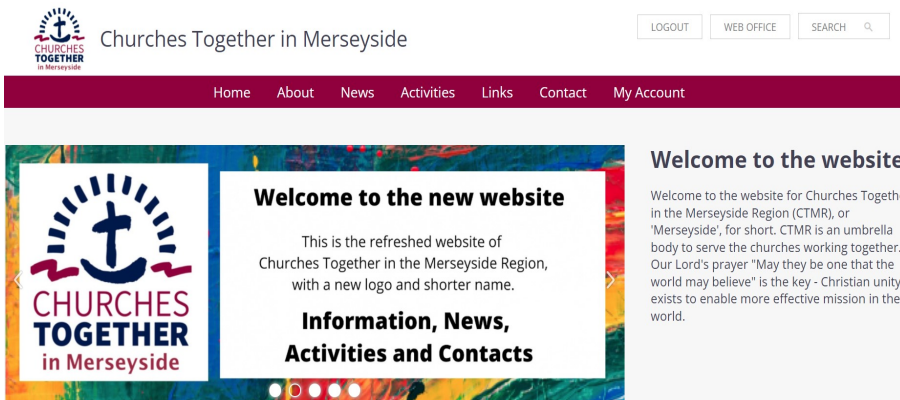 CHURCHES
TOGETHER
in Merseyside
Churches Together in Merseyside
LOGOUT
WEB OFFICE
SEARCH
Home About News Activities Links Contact My Account
CHURCHES
TOGETHER
in Merseyside
Welcome to the new website
This is the refreshed website of
Churches Together in the Merseyside Region,
with a new logo and shorter name.
Information, News,
Activities and Contacts
Welcome to the website
Welcome to the website for Churches Togeth
in the Merseyside Region (CTMR), or
'Merseyside', for short. CTMR is an umbrella
body to serve the churches working together.
Our Lord's prayer "May they be one that the
world may believe" is the key - Christian unity
exists to enable more effective mission in the
world.